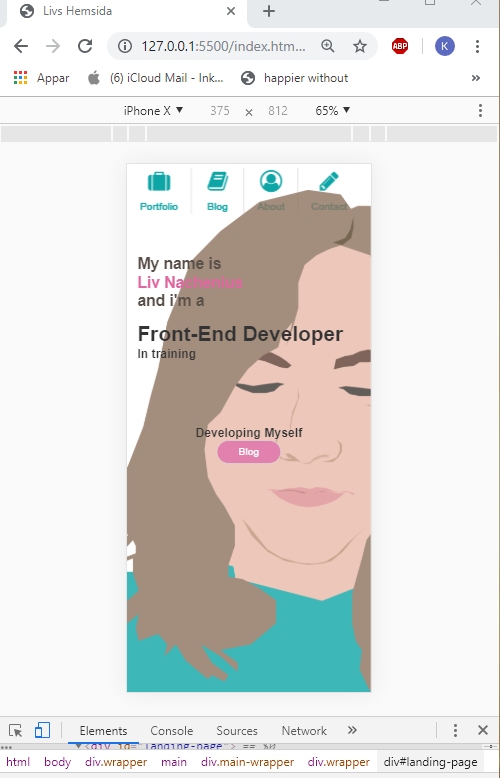 Livs Hemsida
127.0.0.1:5500/index.htm...
ABP
K
Appar
(6) iCloud Mail - Ink...
happier without
»
iPhone X ▼ 375 × 812 65% ▼
Portfolio Blog About Contact
My name is
Liv Nachenius
and i'm a
Front-End Developer
In training
Developing Myself
Blog
Elements Console Sources Network »
▼<div id="landing-page"> == $0
html body div.wrapper main div.main-wrapper div.wrapper div#landing-page